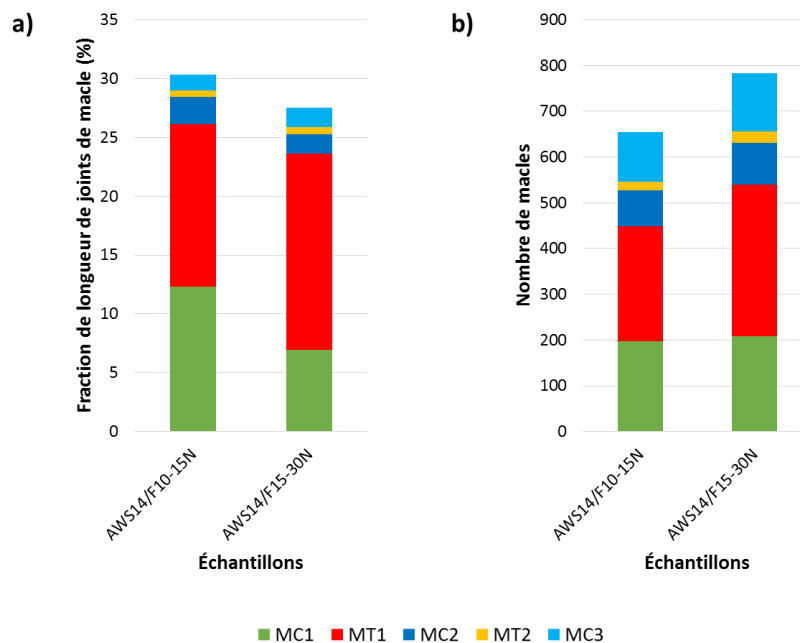 a)
Fraction de longueur de joints de macle (%)
35
30
25
20
15
10
5
0
AWS14/F10-15N
AWS14/F15-30N
Échantillons
b)
Nombre de macles
900
800
700
600
500
400
300
200
100
0
AWS14/F10-15N
AWS14/F15-30N
Échantillons
MC1 MT1 MC2 MT2 MC3